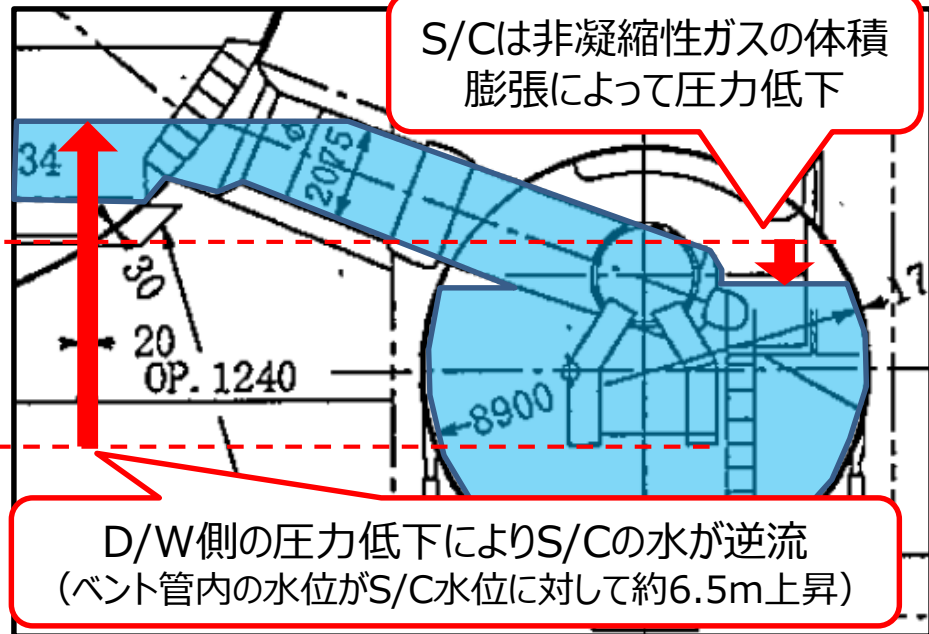 S/Cは非凝縮性ガスの体積
膨張によって圧力低下
34
2075
30
20
OP. 1240
8900
17
D/W側の圧力低下によりS/Cの水が逆流
（ベント管内の水位がS/C水位に対して約6.5m上昇）